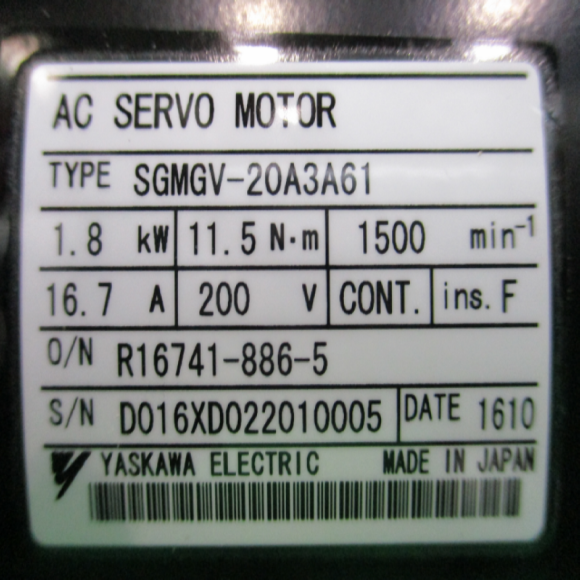 AC SERVO MOTOR
TYPE SGMGV-20A3A61
1.8 kW 11.5 N·m 1500 min-1
16.7 A 200 V CONT. ins. F
O/N R16741-886-5
S/N D016XD022010005 DATE 1610
YASKAWA ELECTRIC MADE IN JAPAN